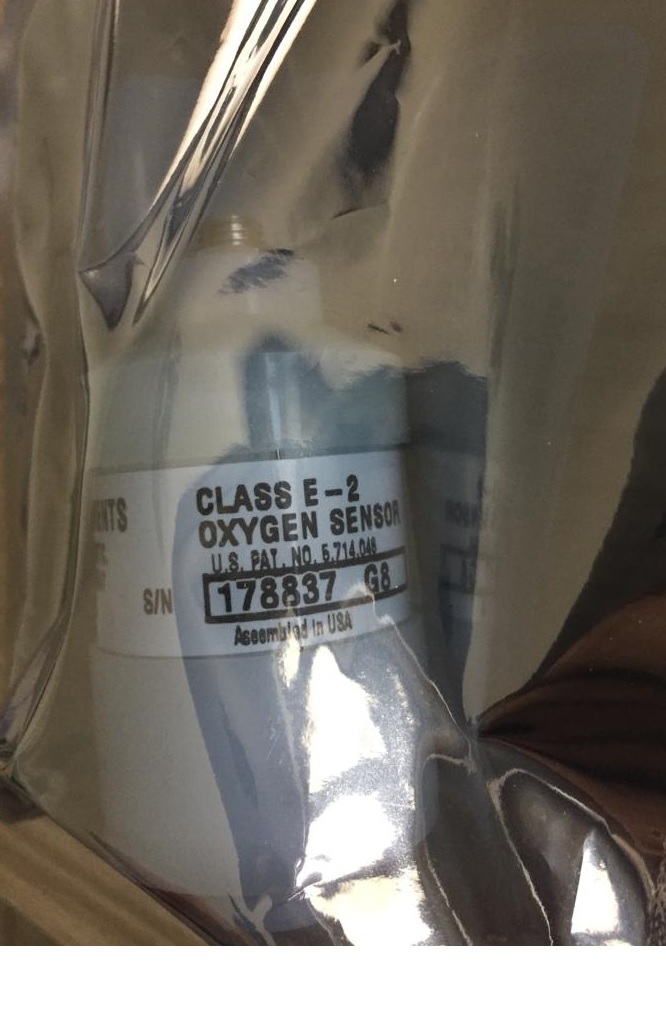 CLASS E-2
OXYGEN SENSOR
U.S. PAT. NO. 5,714,048
S/N 178837 G8
Assembled in USA